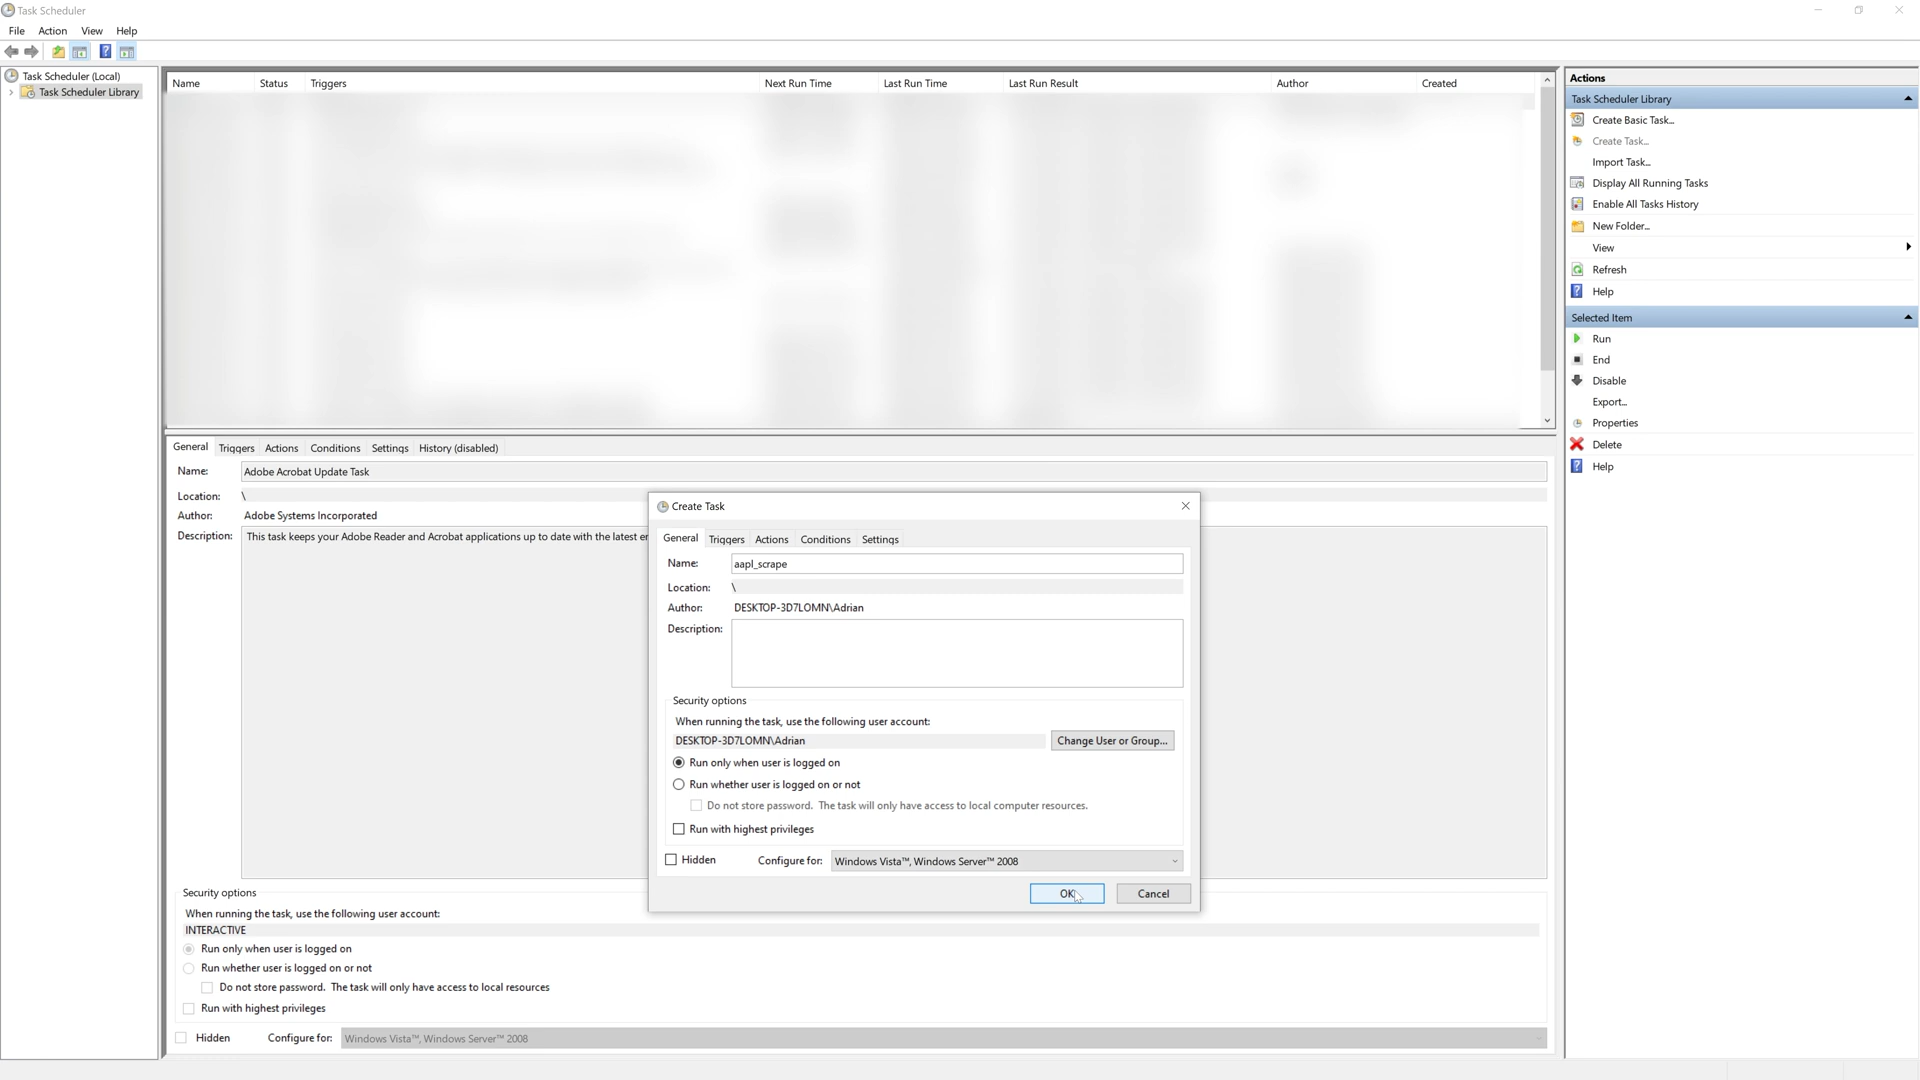 Task Scheduler
File Action View Help
Task Scheduler (Local)
Task Scheduler Library
Name Status Triggers Next Run Time Last Run Time Last Run Result Author Created
General Triggers Actions Conditions Settings History (disabled)
Name: Adobe Acrobat Update Task
Location: \
Author: Adobe Systems Incorporated
Description: This task keeps your Adobe Reader and Acrobat applications up to date with the latest
Security options
When running the task, use the following user account:
INTERACTIVE
Run only when user is logged on
Run whether user is logged on or not
Do not store password. The task will only have access to local resources
Run with highest privileges
Hidden Configure for: Windows Vista™, Windows Server™ 2008
Create Task
General Triggers Actions Conditions Settings
Name: aapl_scrape
Location: \
Author: DESKTOP-3D7LOMN\Adrian
Description:
Security options
When running the task, use the following user account:
DESKTOP-3D7LOMN\Adrian Change User or Group...
Run only when user is logged on
Run whether user is logged on or not
Do not store password. The task will only have access to local computer resources.
Run with highest privileges
Hidden Configure for: Windows Vista™, Windows Server™ 2008
OK Cancel
Actions
Task Scheduler Library
Create Basic Task...
Create Task...
Import Task...
Display All Running Tasks
Enable All Tasks History
New Folder...
View
Refresh
Help
Selected Item
Run
End
Disable
Export...
Properties
Delete
Help